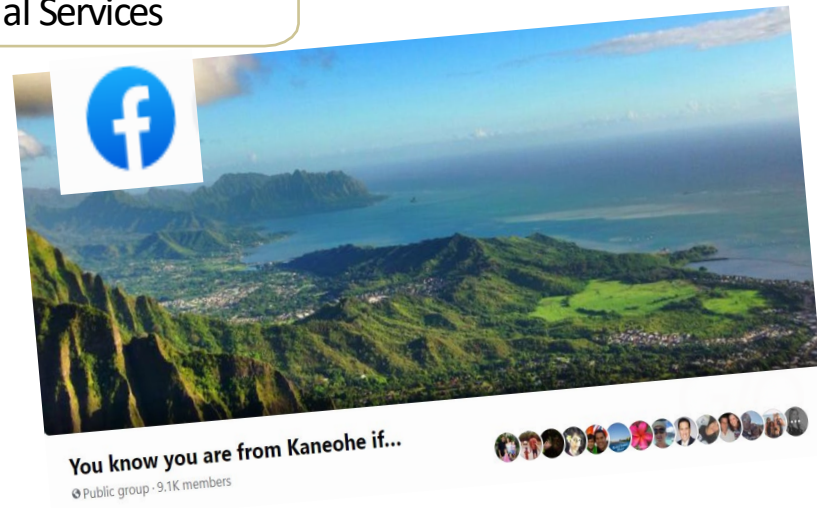 al Services
You know you are from Kaneohe if...
Public group · 9.1K members